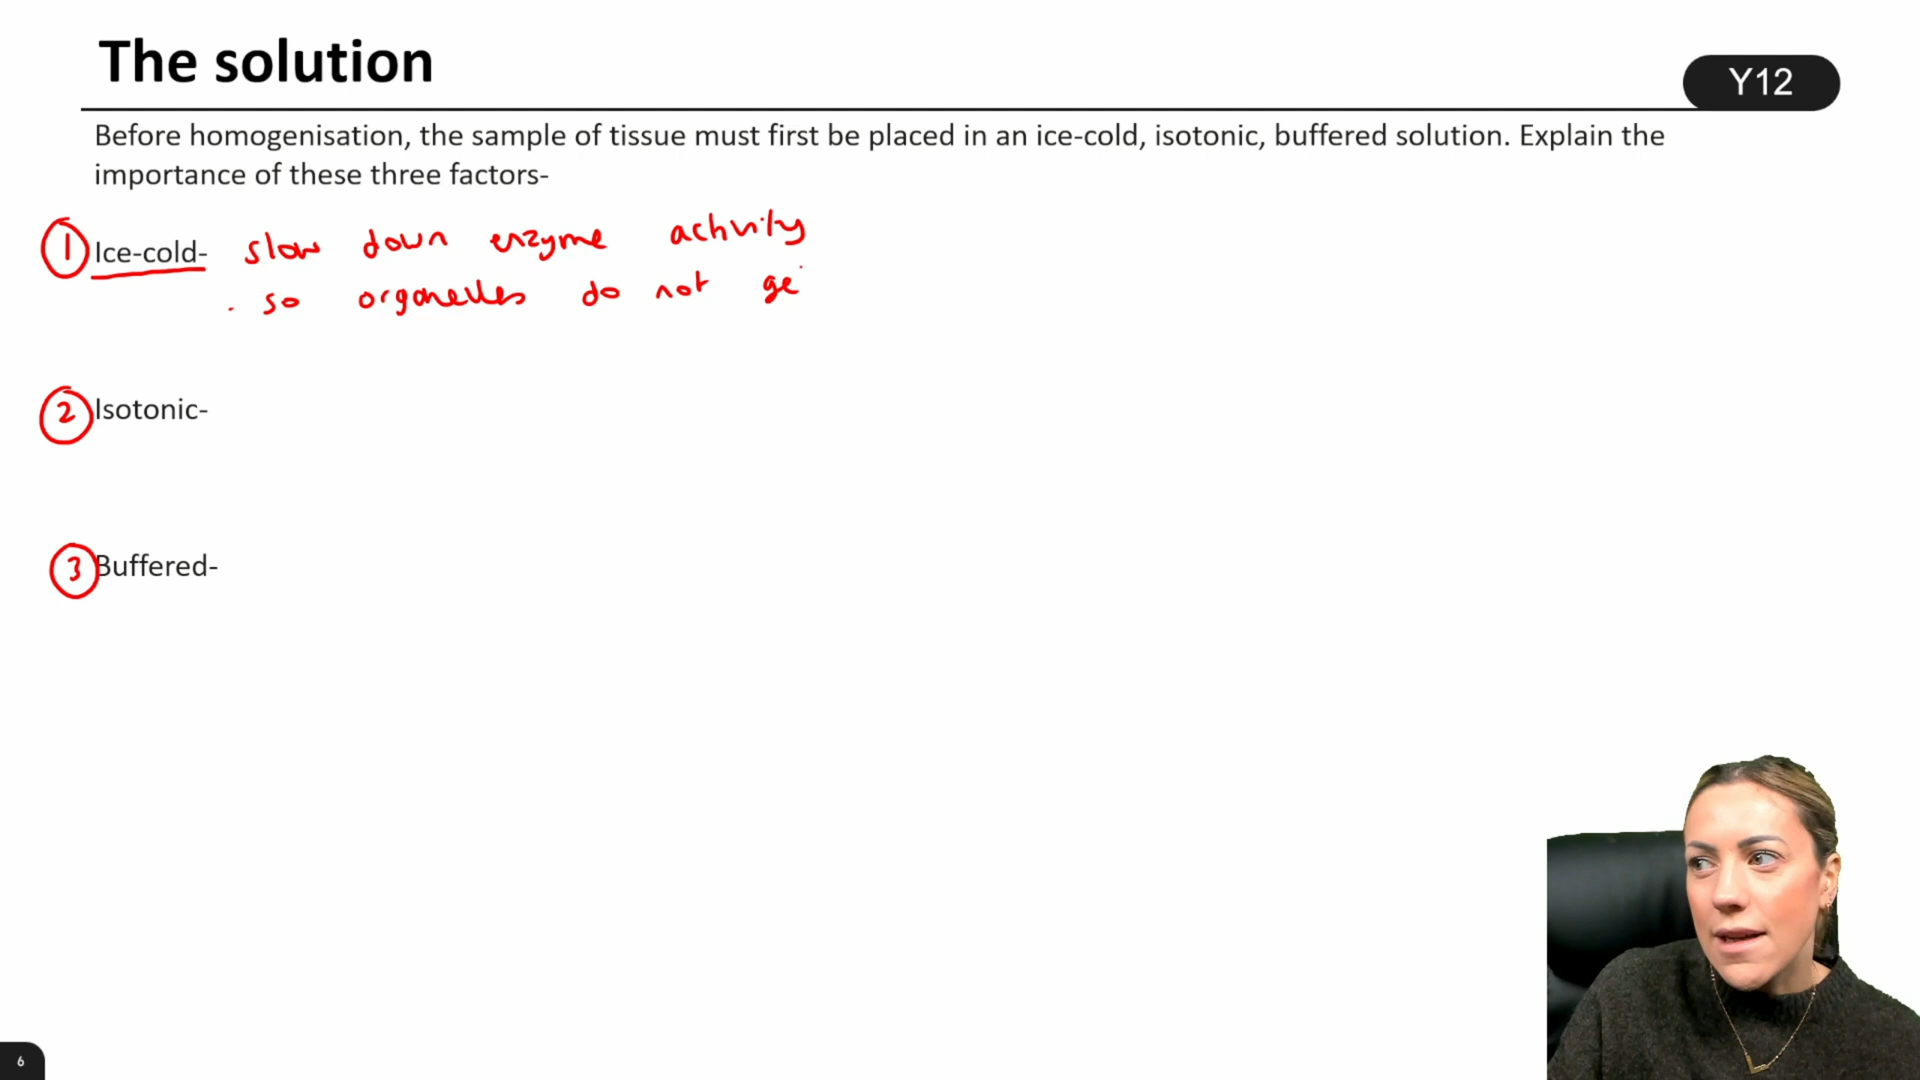 The solution
Y12
Before homogenisation, the sample of tissue must first be placed in an ice-cold, isotonic, buffered solution. Explain the
importance of these three factors-
1 Ice-cold- slow down enzyme activity
. so organelles do not ge
2 Isotonic-
3 Buffered-
6